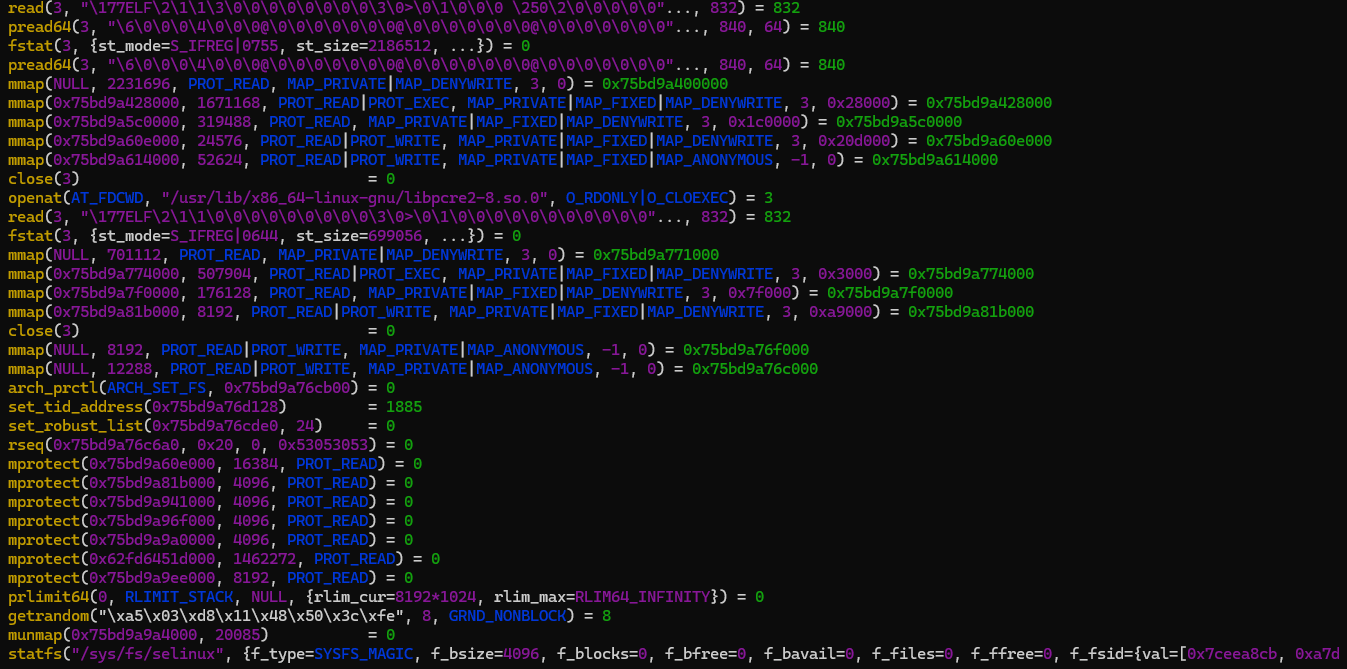 read(3, "\177ELF\2\1\1\3\0\0\0\0\0\0\0\0\3\0>\0\1\0\0\0 \250\2\0\0\0\0\0"..., 832) = 832
pread64(3, "\6\0\0\0\4\0\0\0@\0\0\0\0\0\0\0@\0\0\0\0\0\0\0@\0\0\0\0\0\0\0"..., 840, 64) = 840
fstat(3, {st_mode=S_IFREG|0755, st_size=2186512, ...}) = 0
pread64(3, "\6\0\0\0\4\0\0\0@\0\0\0\0\0\0\0@\0\0\0\0\0\0\0@\0\0\0\0\0\0\0"..., 840, 64) = 840
mmap(NULL, 2231696, PROT_READ, MAP_PRIVATE|MAP_DENYWRITE, 3, 0) = 0x75bd9a400000
mmap(0x75bd9a428000, 1671168, PROT_READ|PROT_EXEC, MAP_PRIVATE|MAP_FIXED|MAP_DENYWRITE, 3, 0x28000) = 0x75bd9a428000
mmap(0x75bd9a5c0000, 319488, PROT_READ, MAP_PRIVATE|MAP_FIXED|MAP_DENYWRITE, 3, 0x1c0000) = 0x75bd9a5c0000
mmap(0x75bd9a60e000, 24576, PROT_READ|PROT_WRITE, MAP_PRIVATE|MAP_FIXED|MAP_DENYWRITE, 3, 0x20d000) = 0x75bd9a60e000
mmap(0x75bd9a614000, 52624, PROT_READ|PROT_WRITE, MAP_PRIVATE|MAP_FIXED|MAP_ANONYMOUS, -1, 0) = 0x75bd9a614000
close(3)                                = 0
openat(AT_FDCWD, "/usr/lib/x86_64-linux-gnu/libpcre2-8.so.0", O_RDONLY|O_CLOEXEC) = 3
read(3, "\177ELF\2\1\1\0\0\0\0\0\0\0\0\0\3\0>\0\1\0\0\0\0\0\0\0\0\0\0\0"..., 832) = 832
fstat(3, {st_mode=S_IFREG|0644, st_size=699056, ...}) = 0
mmap(NULL, 701112, PROT_READ, MAP_PRIVATE|MAP_DENYWRITE, 3, 0) = 0x75bd9a771000
mmap(0x75bd9a774000, 507904, PROT_READ|PROT_EXEC, MAP_PRIVATE|MAP_FIXED|MAP_DENYWRITE, 3, 0x3000) = 0x75bd9a774000
mmap(0x75bd9a7f0000, 176128, PROT_READ, MAP_PRIVATE|MAP_FIXED|MAP_DENYWRITE, 3, 0x7f000) = 0x75bd9a7f0000
mmap(0x75bd9a81b000, 8192, PROT_READ|PROT_WRITE, MAP_PRIVATE|MAP_FIXED|MAP_DENYWRITE, 3, 0xa9000) = 0x75bd9a81b000
close(3)                                = 0
mmap(NULL, 8192, PROT_READ|PROT_WRITE, MAP_PRIVATE|MAP_ANONYMOUS, -1, 0) = 0x75bd9a76f000
mmap(NULL, 12288, PROT_READ|PROT_WRITE, MAP_PRIVATE|MAP_ANONYMOUS, -1, 0) = 0x75bd9a76c000
arch_prctl(ARCH_SET_FS, 0x75bd9a76cb00) = 0
set_tid_address(0x75bd9a76d128)         = 1885
set_robust_list(0x75bd9a76cde0, 24)     = 0
rseq(0x75bd9a76c6a0, 0x20, 0, 0x53053053) = 0
mprotect(0x75bd9a60e000, 16384, PROT_READ) = 0
mprotect(0x75bd9a81b000, 4096, PROT_READ) = 0
mprotect(0x75bd9a941000, 4096, PROT_READ) = 0
mprotect(0x75bd9a96f000, 4096, PROT_READ) = 0
mprotect(0x75bd9a9a0000, 4096, PROT_READ) = 0
mprotect(0x62fd6451d000, 1462272, PROT_READ) = 0
mprotect(0x75bd9a9ee000, 8192, PROT_READ) = 0
prlimit64(0, RLIMIT_STACK, NULL, {rlim_cur=8192*1024, rlim_max=RLIM64_INFINITY}) = 0
getrandom("\xa5\x03\xd8\x11\x48\x50\x3c\xfe", 8, GRND_NONBLOCK) = 8
munmap(0x75bd9a9a4000, 20085)           = 0
statfs("/sys/fs/selinux", {f_type=SYSFS_MAGIC, f_bsize=4096, f_blocks=0, f_bfree=0, f_bavail=0, f_files=0, f_ffree=0, f_fsid={val=[0x7ceea8cb, 0xa7d